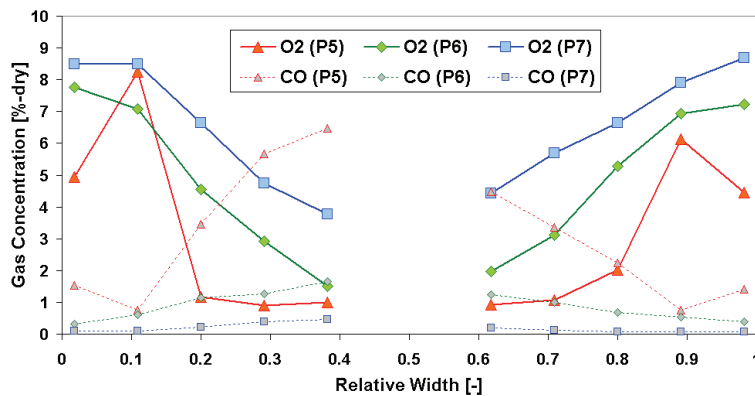 10
9
8
7
6
5
4
3
2
1
0
Gas Concentration [%-dry]
O2 (P5) O2 (P6) O2 (P7)
CO (P5) CO (P6) CO (P7)
0 0.1 0.2 0.3 0.4 0.5 0.6 0.7 0.8 0.9 1
Relative Width [-]